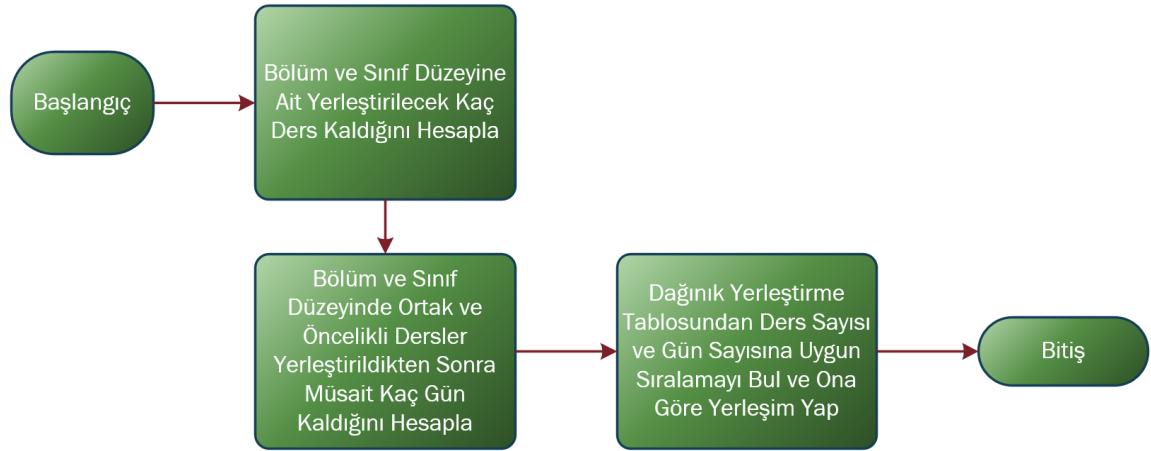 Başlangıç
Bölüm ve Sınıf Düzeyine
Ait Yerleştirilecek Kaç
Ders Kaldığını Hesapla
Bölüm ve Sınıf
Düzeyinde Ortak ve
Öncelikli Dersler
Yerleştirildikten Sonra
Müsait Kaç Gün
Kaldığını Hesapla
Dağınık Yerleştirme
Tablosundan Ders Sayısı
ve Gün Sayısına Uygun
Sıralamayı Bul ve Ona
Göre Yerleşim Yap
Bitiş